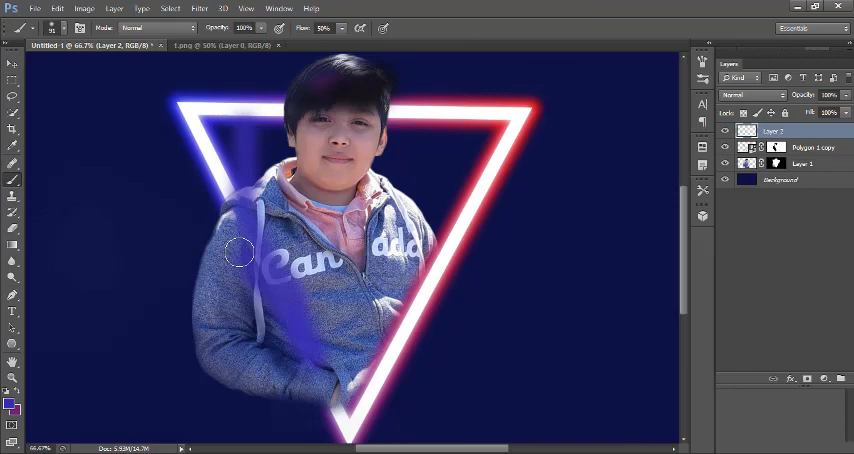 Ps File Edit Image Layer Type Select Filter 3D View Window Help
91 Mode: Normal Opacity: 100% Flow: 50% Essentials
Untitled-1 @ 66.7% (Layer 2, RGB/8) * × t.png @ 50% (Layer 0, RGB/8) ×
Layers
Kind
Normal Opacity: 100%
Lock: Fill: 100%
Layer 2
Polygon 1 copy
Layer 1
Background
Canada
66.67% Doc: 5.93M/14.7M